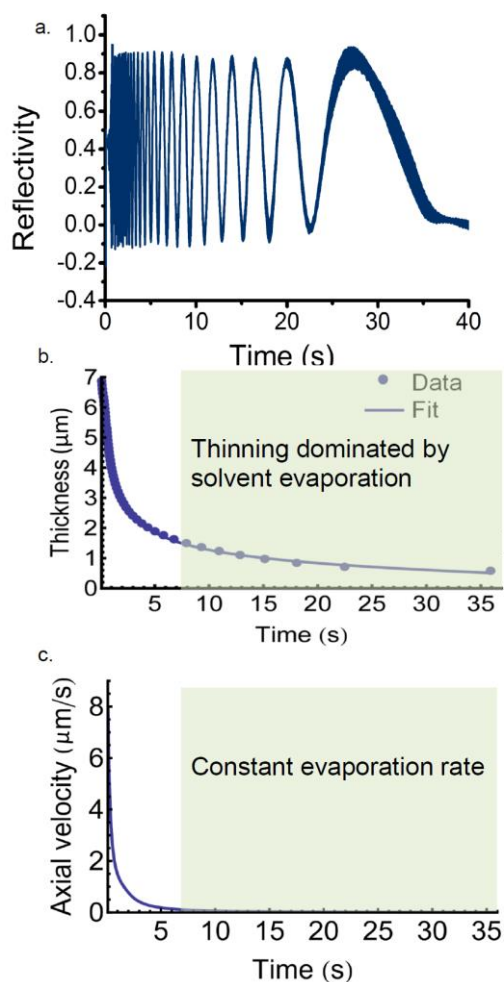 a.
1.0
0.8
0.6
0.4
0.2
0.0
-0.2
-0.4
Reflectivity
0 10 20 30 40
Time (s)
b.
7
6
5
4
3
2
1
0
Thickness (μm)
Data
Fit
Thinning dominated by
solvent evaporation
5 10 15 20 25 30 35
Time (s)
c.
8
6
4
2
0
Axial velocity (μm/s)
Constant evaporation rate
5 10 15 20 25 30 35
Time (s)